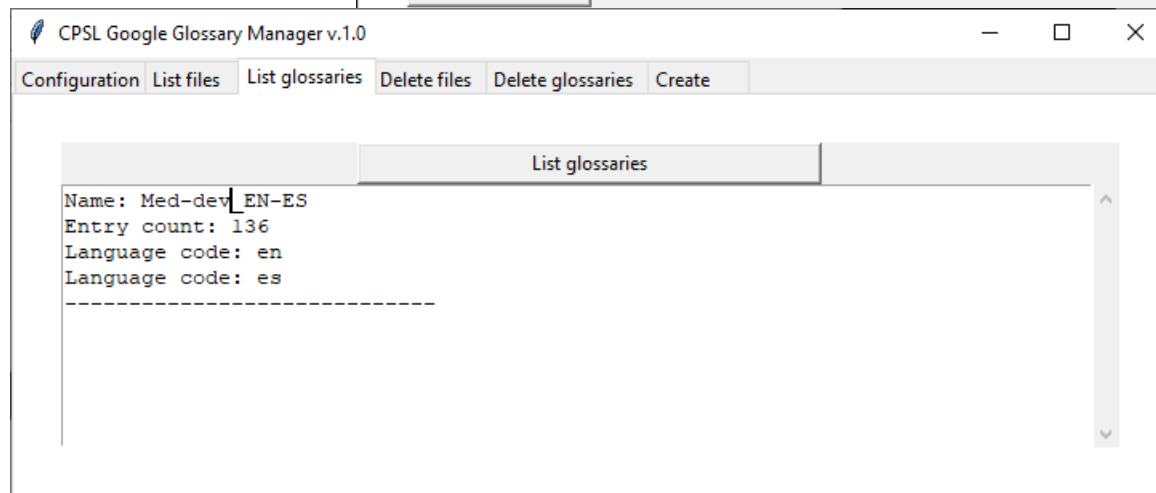 CPSL Google Glossary Manager v.1.0
Configuration List files List glossaries Delete files Delete glossaries Create
List glossaries
Name: Med-dev_EN-ES
Entry count: 136
Language code: en
Language code: es
-----------------------------